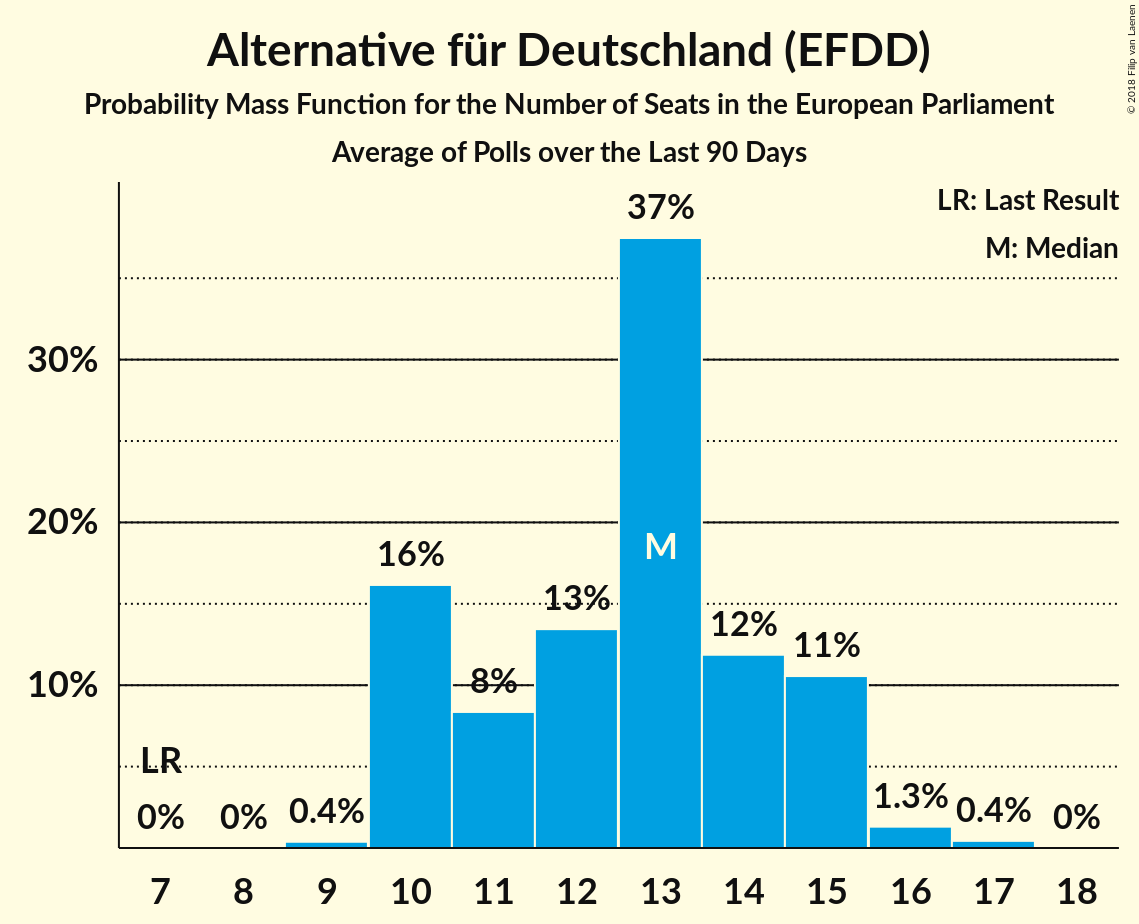 Alternative für Deutschland (EFDD)
Probability Mass Function for the Number of Seats in the European Parliament
Average of Polls over the Last 90 Days
© 2018 Filip van Laenen
LR: Last Result
M: Median
37%
30%
20%
M
16%
13%
12%
11%
10%
8%
LR
0%
0%
0.4%
1.3%
0.4%
0%
7 8 9 10 11 12 13 14 15 16 17 18